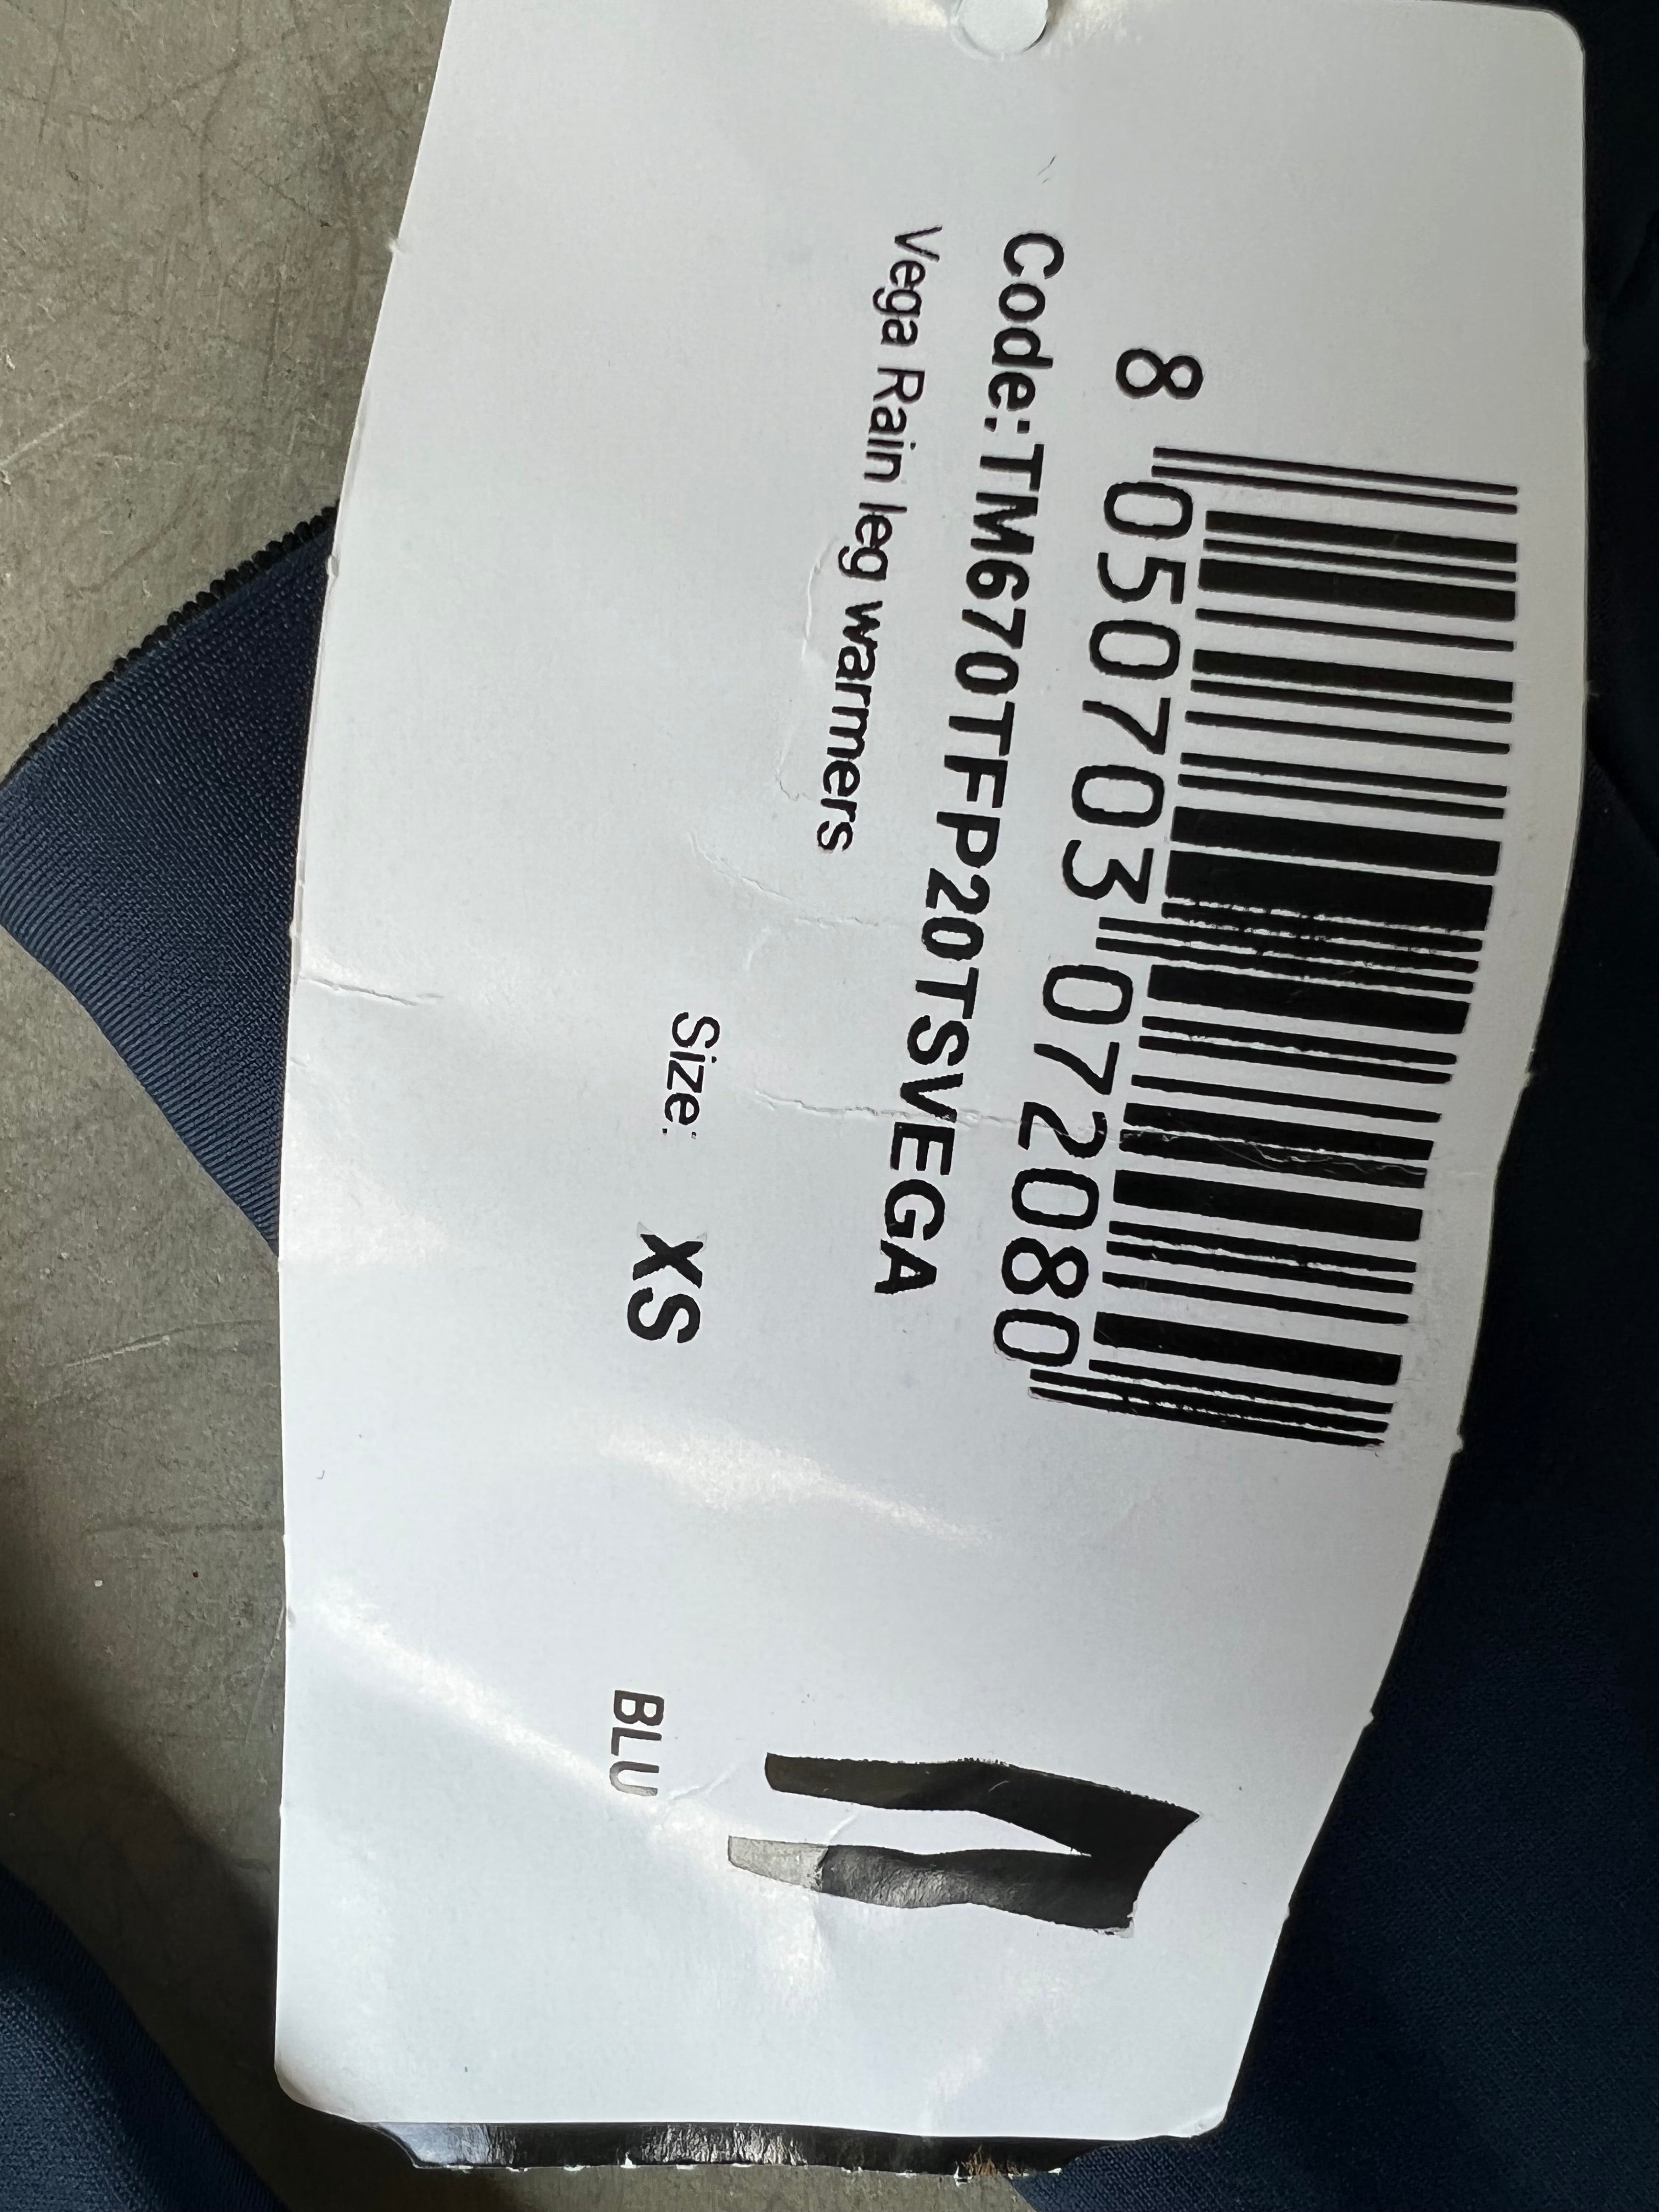 8 050703 072080
Code:TM670TFP20TSVEGA
Vega Rain leg warmers
Size: XS
BLU